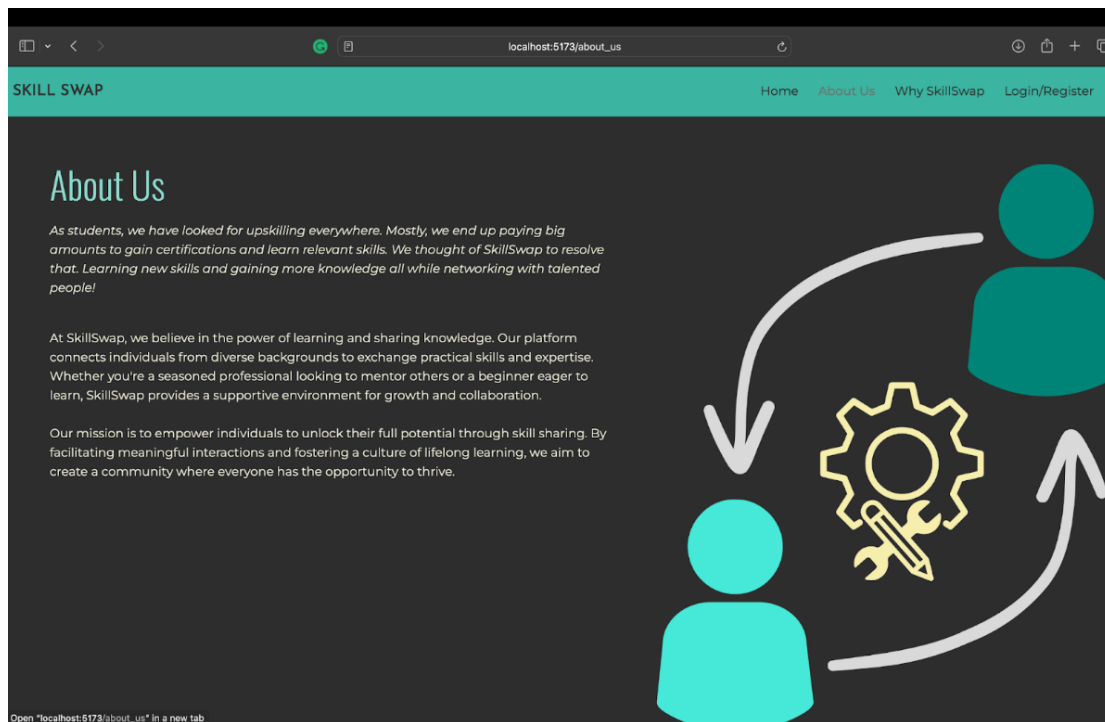 localhost:5173/about_us
SKILL SWAP
Home About Us Why SkillSwap Login/Register
About Us
As students, we have looked for upskilling everywhere. Mostly, we end up paying big
amounts to gain certifications and learn relevant skills. We thought of SkillSwap to resolve
that. Learning new skills and gaining more knowledge all while networking with talented
people!
At SkillSwap, we believe in the power of learning and sharing knowledge. Our platform
connects individuals from diverse backgrounds to exchange practical skills and expertise.
Whether you're a seasoned professional looking to mentor others or a beginner eager to
learn, SkillSwap provides a supportive environment for growth and collaboration.
Our mission is to empower individuals to unlock their full potential through skill sharing. By
facilitating meaningful interactions and fostering a culture of lifelong learning, we aim to
create a community where everyone has the opportunity to thrive.
Open "localhost:5173/about_us" in a new tab